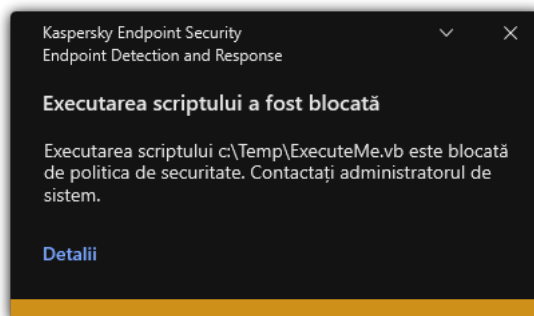 Kaspersky Endpoint Security
Endpoint Detection and Response
Executarea scriptului a fost blocată
Executarea scriptului c:\Temp\ExecuteMe.vb este blocată
de politica de securitate. Contactați administratorul de
sistem.
Detalii